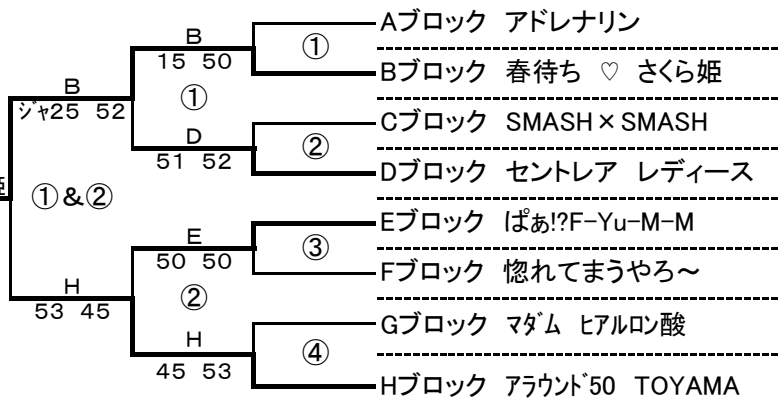 Aブロック アドレナリン
B
15 50
①
Bブロック 春待ち ♡ さくら姫
①
B
ジャ25 52
Cブロック SMASH×SMASH
D
51 52
②
Dブロック セントレア レディース
①&②
Eブロック ぱぁ!?F-Yu-M-M
E
50 50
③
Fブロック 惚れてまうやろ~
②
H
53 45
Gブロック マダム ヒアルロン酸
H
45 53
④
Hブロック アラウンド50 TOYAMA